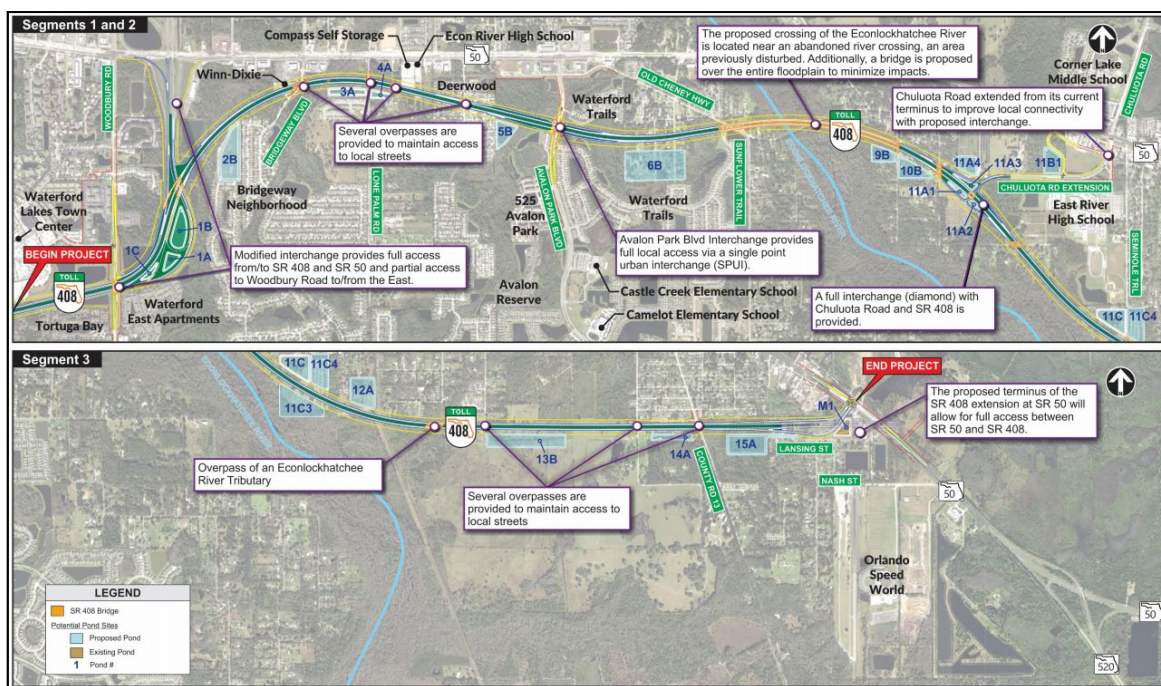 Segments 1 and 2
Compass Self Storage
Econ River High School
50
Winn-Dixie
4A
3A
Deerwood
WOODBURY RD
BRIDGEWAY BLVD
2B
Several overpasses are
provided to maintain access
to local streets
5B
Waterford
Trails
OLD CHENEY HWY
The proposed crossing of the Econlockhatchee River
is located near an abandoned river crossing, an area
previously disturbed. Additionally, a bridge is proposed
over the entire floodplain to minimize impacts.
TOLL
408
Corner Lake
Middle School
CHULUOTA RD
Chuluota Road extended from its current
terminus to improve local connectivity
with proposed interchange.
50
9B
10B
11A4
11A3
11B1
11A1
CHULUOTA RD EXTENSION
11A2
East River
High School
Waterford
Lakes Town
Center
Bridgeway
Neighborhood
LONE PALM RD
525
Avalon
Park
AVALON PARK BLVD
6B
Waterford
Trails
SUNFLOWER TRAIL
BEGIN PROJECT
1C
1B
1A
Modified interchange provides full access
from/to SR 408 and SR 50 and partial access
to Woodbury Road to/from the East.
Avalon Park Blvd Interchange provides
full local access via a single point
urban interchange (SPUI).
SEMINOLE TRL
TOLL
408
Tortuga Bay
Waterford
East Apartments
Avalon
Reserve
Castle Creek Elementary School
Camelot Elementary School
A full interchange (diamond) with
Chuluota Road and SR 408 is
provided.
11C
11C4
Segment 3
11C
11C4
11C3
12A
TOLL
408
Overpass of an Econlockhatchee
River Tributary
13B
Several overpasses are
provided to maintain access to
local streets
14A
COUNTY RD 13
15A
M1
END PROJECT
The proposed terminus of the
SR 408 extension at SR 50 will
allow for full access between
SR 50 and SR 408.
LANSING ST
NASH ST
50
Orlando
Speed
World
50
520
LEGEND
SR 408 Bridge
Potential Pond Sites
Proposed Pond
Existing Pond
1 Pond #